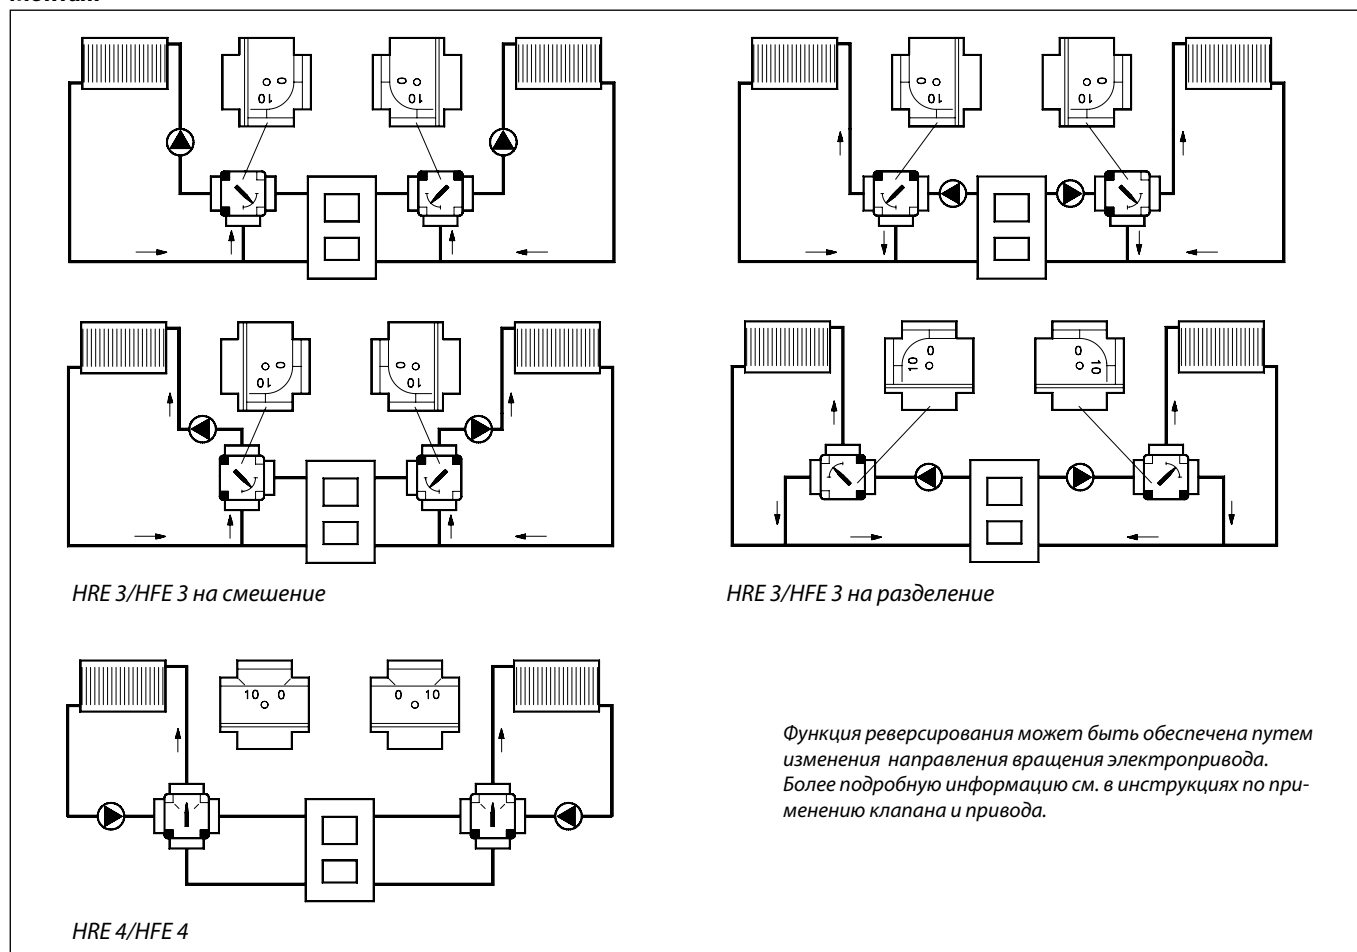 Монтаж
0
10
0
10
0
10
0
10
0
10
0
10
10
0
0
10
HRE 3/HFE 3 на смешение
HRE 3/HFE 3 на разделение
10 0
0 10
Функция реверсирования может быть обеспечена путем
изменения направления вращения электропривода.
Более подробную информацию см. в инструкциях по при-
менению клапана и привода.
HRE 4/HFE 4